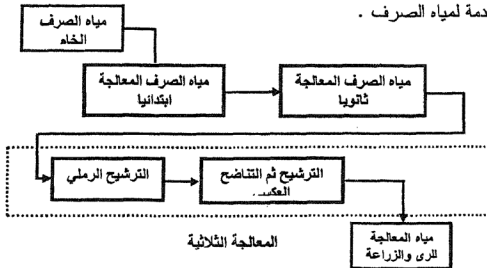 دمة لمياه الصرف .
مياه الصرف
الخام
مياه الصرف المعالجة
ابتدائيا
مياه الصرف المعالجة
ثانويا
الترشيح الرملي
الترشيح ثم التناضح
العكسي
المعالجة الثلاثية
مياه المعالجة
للرى والزراعة